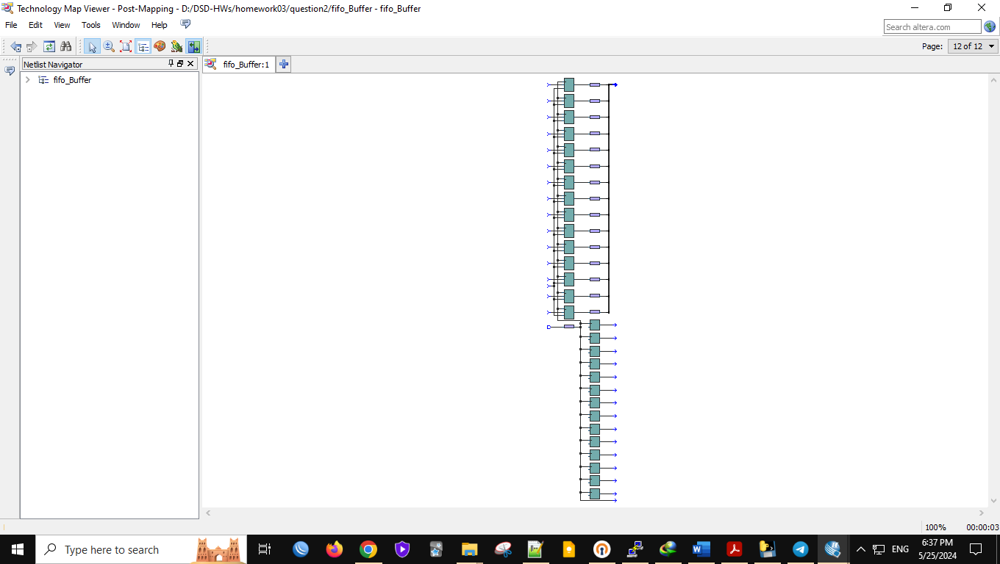 Technology Map Viewer - Post-Mapping - D:/DSD-HWs/homework03/question2/fifo_Buffer - fifo_Buffer
File Edit View Tools Window Help
Search altera.com
Page: 12 of 12
Netlist Navigator
fifo_Buffer:1
fifo_Buffer
100% 00:00:03
Type here to search
ENG
6:37 PM
5/25/2024